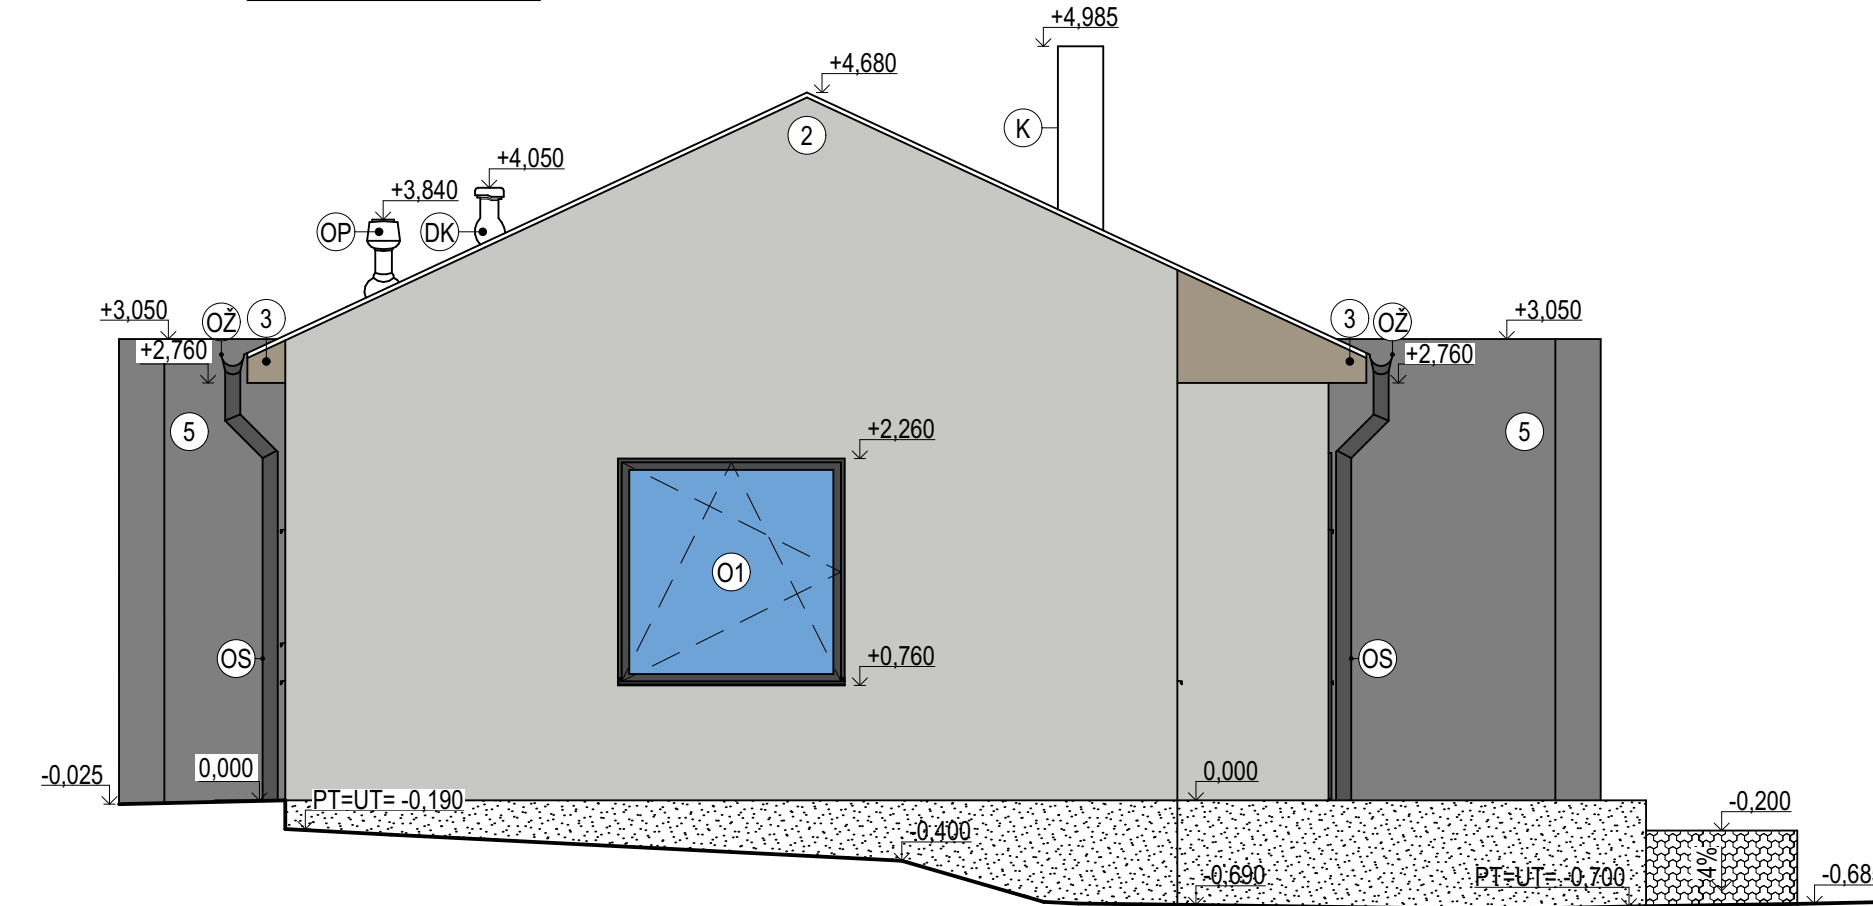 +4,985
+4,680
K
2
+4,050
+3,840
OP
DK
+3,050
OŽ
3
3
OŽ
+3,050
+2,760
+2,760
5
5
+2,260
O1
OS
+0,760
OS
-0,025
0,000
0,000
PT=UT= -0,190
-0,200
-0,400
4%
-0,690
PT=UT= -0,700
-0,68